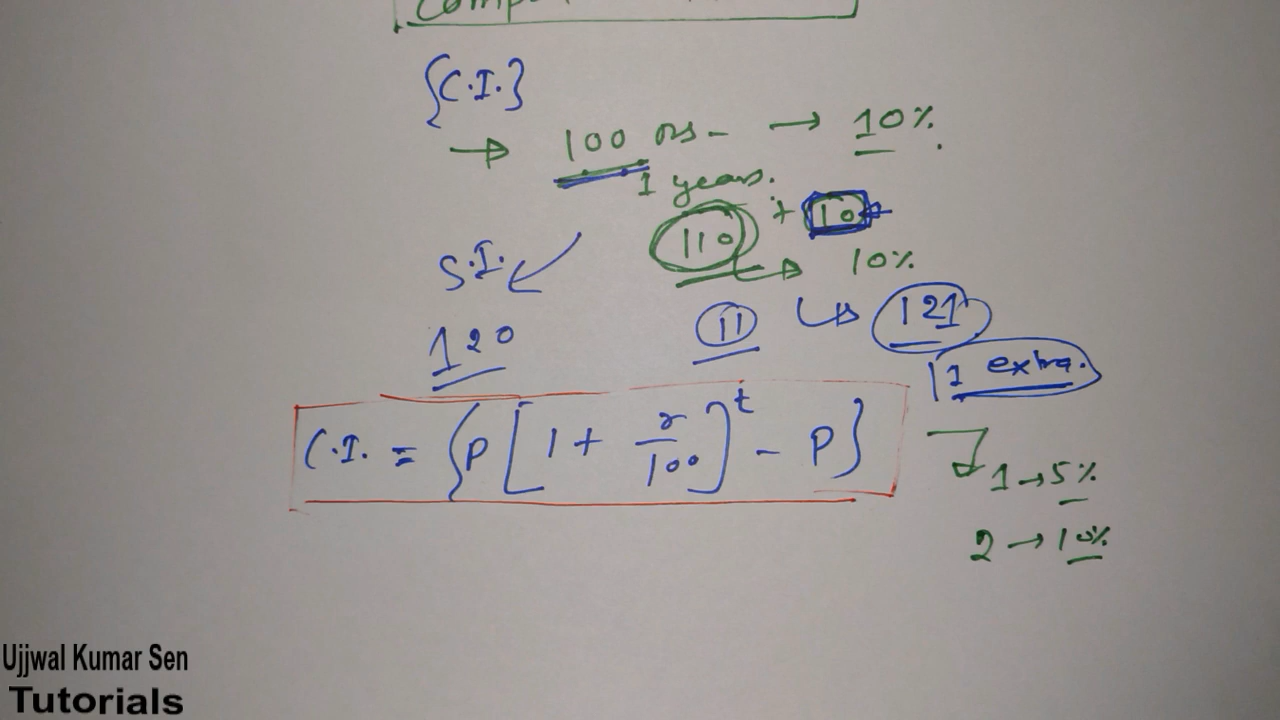 {C.I.}
→ 100 → 10%.
1 years.
110 + 10
S.I. 10%
120 11 121
1 extra.
C.I. = {P[1 + r/100]^t - P}
1→5%
2→10%
Ujjwal Kumar Sen
Tutorials